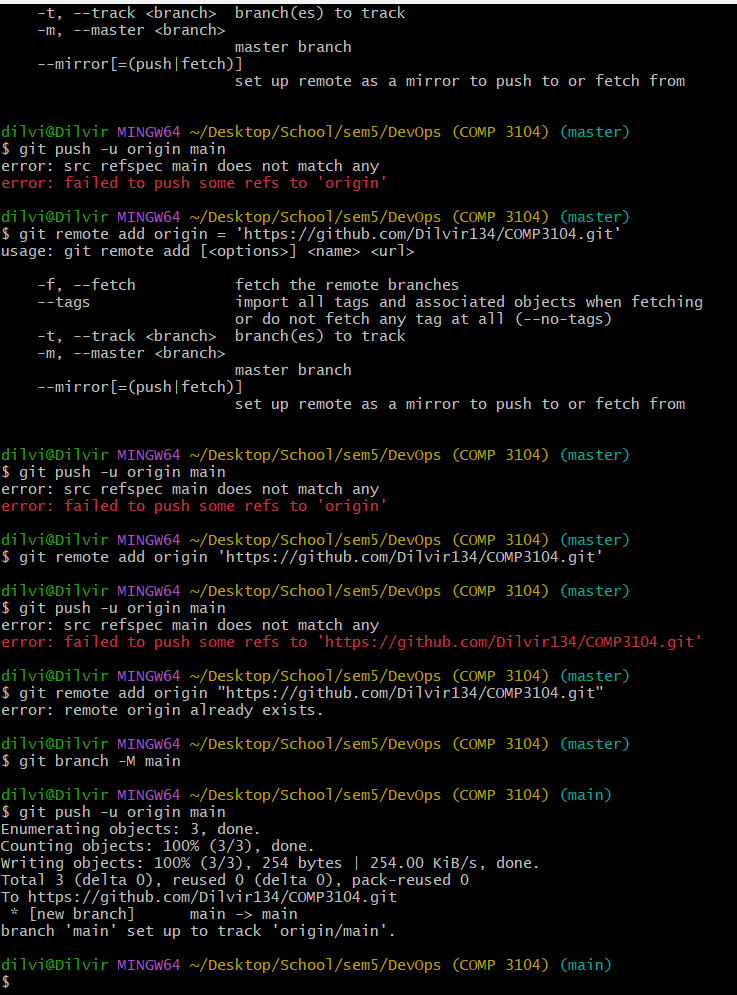 -t, --track <branch>  branch(es) to track
    -m, --master <branch>
                          master branch
    --mirror[=(push|fetch)]
                          set up remote as a mirror to push to or fetch from
dilvi@Dilvir MINGW64 ~/Desktop/School/sem5/DevOps (COMP 3104) (master)
$ git push -u origin main
error: src refspec main does not match any
error: failed to push some refs to 'origin'
dilvi@Dilvir MINGW64 ~/Desktop/School/sem5/DevOps (COMP 3104) (master)
$ git remote add origin = 'https://github.com/Dilvir134/COMP3104.git'
usage: git remote add [<options>] <name> <url>
    -f, --fetch           fetch the remote branches
    --tags                import all tags and associated objects when fetching
                          or do not fetch any tag at all (--no-tags)
    -t, --track <branch>  branch(es) to track
    -m, --master <branch>
                          master branch
    --mirror[=(push|fetch)]
                          set up remote as a mirror to push to or fetch from
dilvi@Dilvir MINGW64 ~/Desktop/School/sem5/DevOps (COMP 3104) (master)
$ git push -u origin main
error: src refspec main does not match any
error: failed to push some refs to 'origin'
dilvi@Dilvir MINGW64 ~/Desktop/School/sem5/DevOps (COMP 3104) (master)
$ git remote add origin 'https://github.com/Dilvir134/COMP3104.git'
dilvi@Dilvir MINGW64 ~/Desktop/School/sem5/DevOps (COMP 3104) (master)
$ git push -u origin main
error: src refspec main does not match any
error: failed to push some refs to 'https://github.com/Dilvir134/COMP3104.git'
dilvi@Dilvir MINGW64 ~/Desktop/School/sem5/DevOps (COMP 3104) (master)
$ git remote add origin "https://github.com/Dilvir134/COMP3104.git"
error: remote origin already exists.
dilvi@Dilvir MINGW64 ~/Desktop/School/sem5/DevOps (COMP 3104) (master)
$ git branch -M main
dilvi@Dilvir MINGW64 ~/Desktop/School/sem5/DevOps (COMP 3104) (main)
$ git push -u origin main
Enumerating objects: 3, done.
Counting objects: 100% (3/3), done.
Writing objects: 100% (3/3), 254 bytes | 254.00 KiB/s, done.
Total 3 (delta 0), reused 0 (delta 0), pack-reused 0
To https://github.com/Dilvir134/COMP3104.git
 * [new branch]      main -> main
branch 'main' set up to track 'origin/main'.
dilvi@Dilvir MINGW64 ~/Desktop/School/sem5/DevOps (COMP 3104) (main)
$